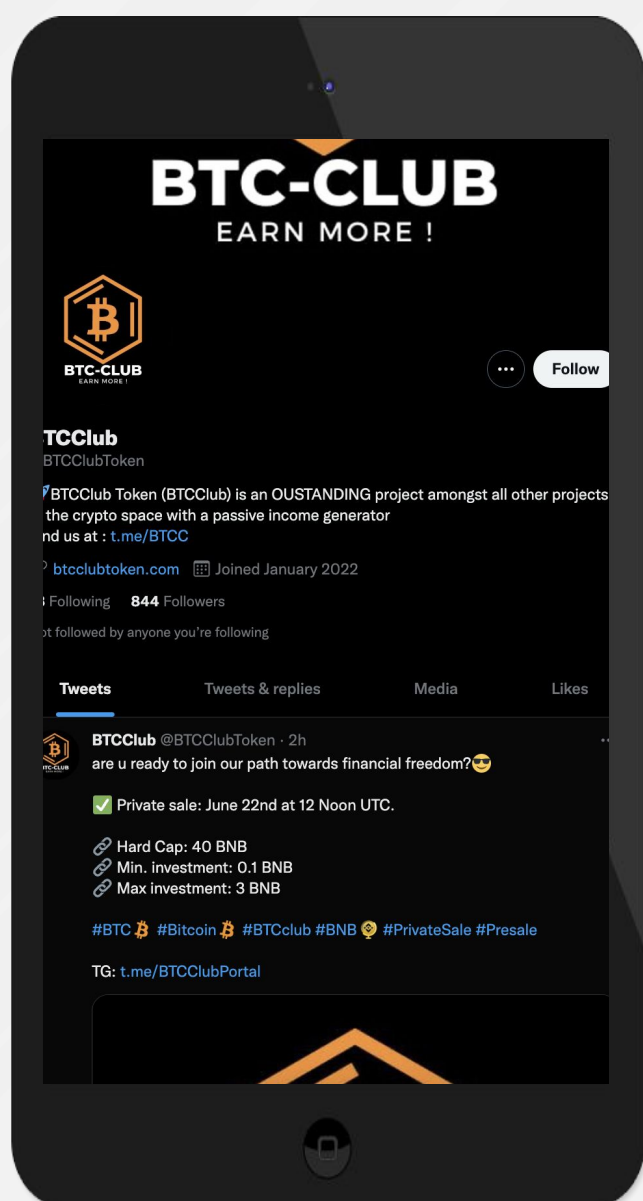 BTC-CLUB
EARN MORE !
BTC-CLUB
EARN MORE !
Follow
TCClub
BTCClubToken
BTCClub Token (BTCClub) is an OUSTANDING project amongst all other projects
the crypto space with a passive income generator
nd us at : t.me/BTCC
btcclubtoken.com Joined January 2022
Following 844 Followers
ot followed by anyone you're following
Tweets Tweets & replies Media Likes
BTCClub @BTCClubToken · 2h
are u ready to join our path towards financial freedom?😎
✅ Private sale: June 22nd at 12 Noon UTC.
🔗 Hard Cap: 40 BNB
🔗 Min. investment: 0.1 BNB
🔗 Max investment: 3 BNB
#BTC #Bitcoin #BTCclub #BNB #PrivateSale #Presale
TG: t.me/BTCClubPortal